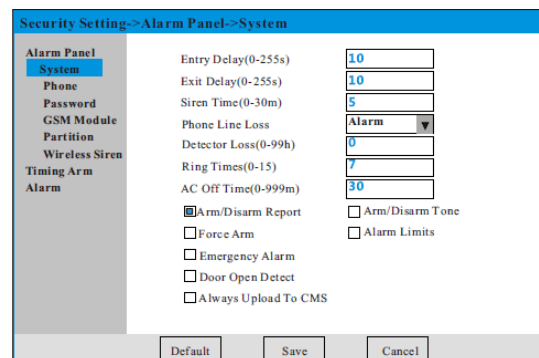 Security Setting->Alarm Panel->System
Alarm Panel
System
Phone
Password
GSM Module
Partition
Wireless Siren
Timing Arm
Alarm
Entry Delay(0-255s) 10
Exit Delay(0-255s) 10
Siren Time(0-30m) 5
Phone Line Loss Alarm
Detector Loss(0-99h) 0
Ring Times(0-15) 7
AC Off Time(0-999m) 30
Arm/Disarm Report Arm/Disarm Tone
Force Arm Alarm Limits
Emergency Alarm
Door Open Detect
Always Upload To CMS
Default Save Cancel